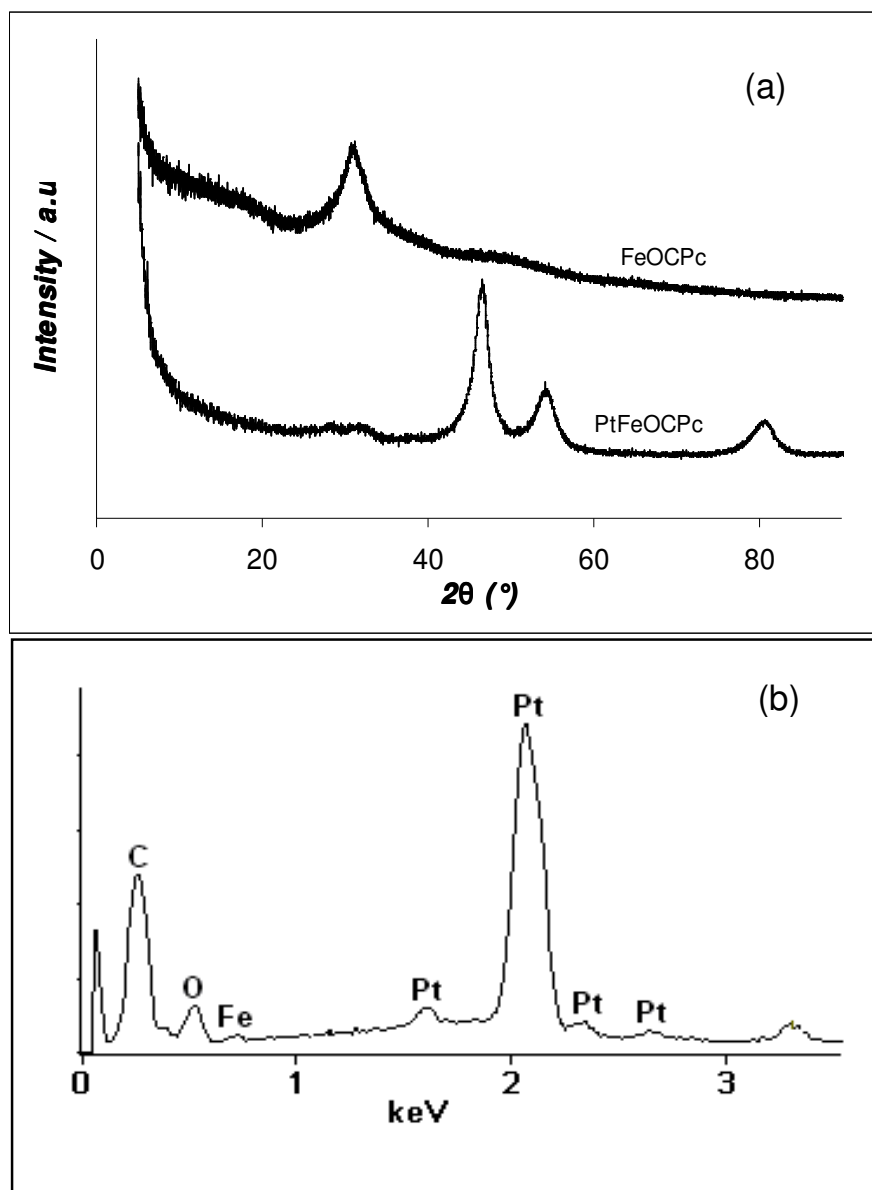 (a)
Intensity / a.u
FeOCPc
PtFeOCPc
0 20 40 60 80
2θ (°)
(b)
Pt
C
O
Fe
Pt
Pt
Pt
0 1 2 3
keV